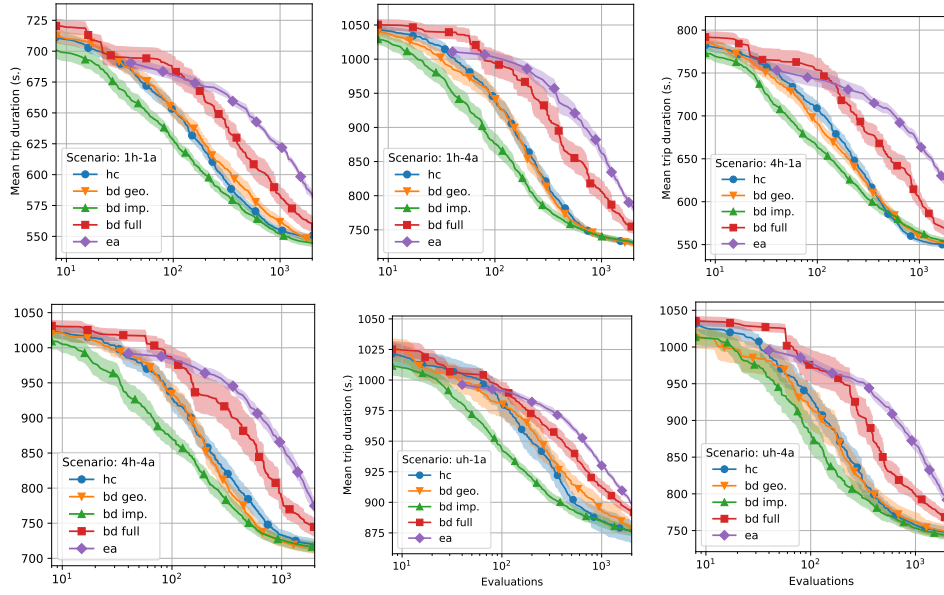 Mean trip duration (s.)
725
700
675
650
625
600
575
550
10¹
10²
10³
Scenario: 1h-1a
hc
bd geo.
bd imp.
bd full
ea
1050
1000
950
900
850
800
750
10¹
10²
10³
Scenario: 1h-4a
hc
bd geo.
bd imp.
bd full
ea
Mean trip duration (s.)
800
750
700
650
600
550
10¹
10²
10³
Scenario: 4h-1a
hc
bd geo.
bd imp.
bd full
ea
1050
1000
950
900
850
800
750
700
10¹
10²
10³
Scenario: 4h-4a
hc
bd geo.
bd imp.
bd full
ea
Mean trip duration (s.)
1050
1025
1000
975
950
925
900
875
10¹
10²
10³
Evaluations
Scenario: uh-1a
hc
bd geo.
bd imp.
bd full
ea
1050
1000
950
900
850
800
750
10¹
10²
10³
Evaluations
Scenario: uh-4a
hc
bd geo.
bd imp.
bd full
ea